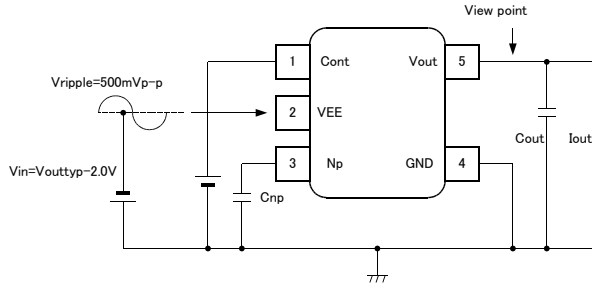 View point
1 Cont Vout 5
Vripple=500mVp-p
2 VEE
Cout Iout
3 Np GND 4
Vin=Vouttyp-2.0V
Cnp